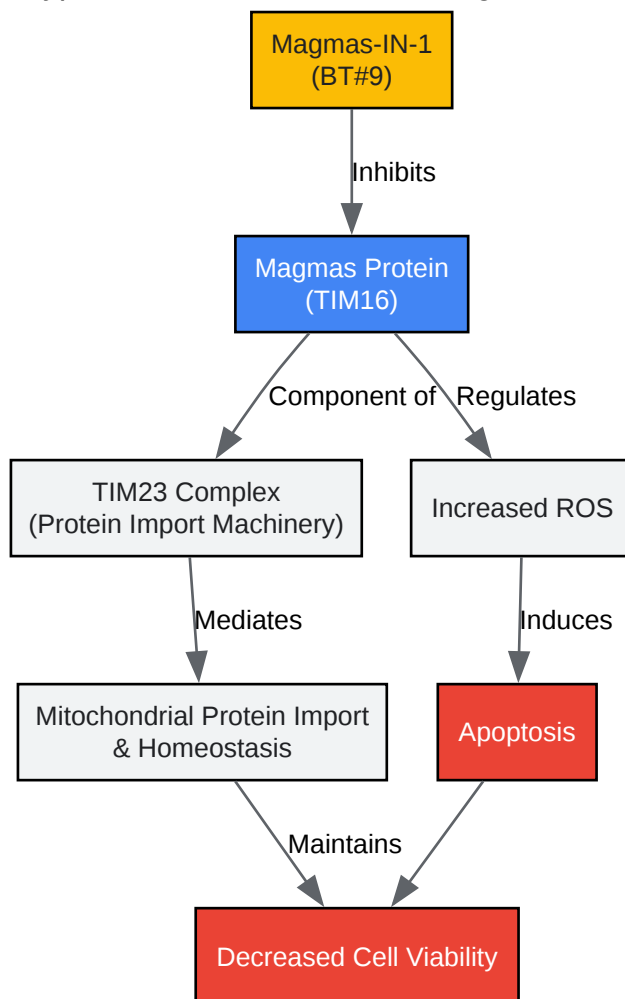 Magmas-IN-1
(BT#9)
Inhibits
Magmas Protein
(TIM16)
Component of
Regulates
TIM23 Complex
(Protein Import Machinery)
Increased ROS
Mediates
Induces
Mitochondrial Protein Import
& Homeostasis
Apoptosis
Maintains
Decreased Cell Viability